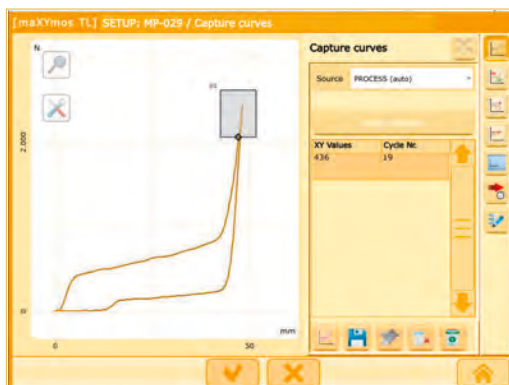 [maXYmos TL] SETUP: MP-029 / Capture curves
N
2.000
0
0
30
mm
Capture curves
Source PROCESS (auto)
XY Values Cycle Nr.
436 19